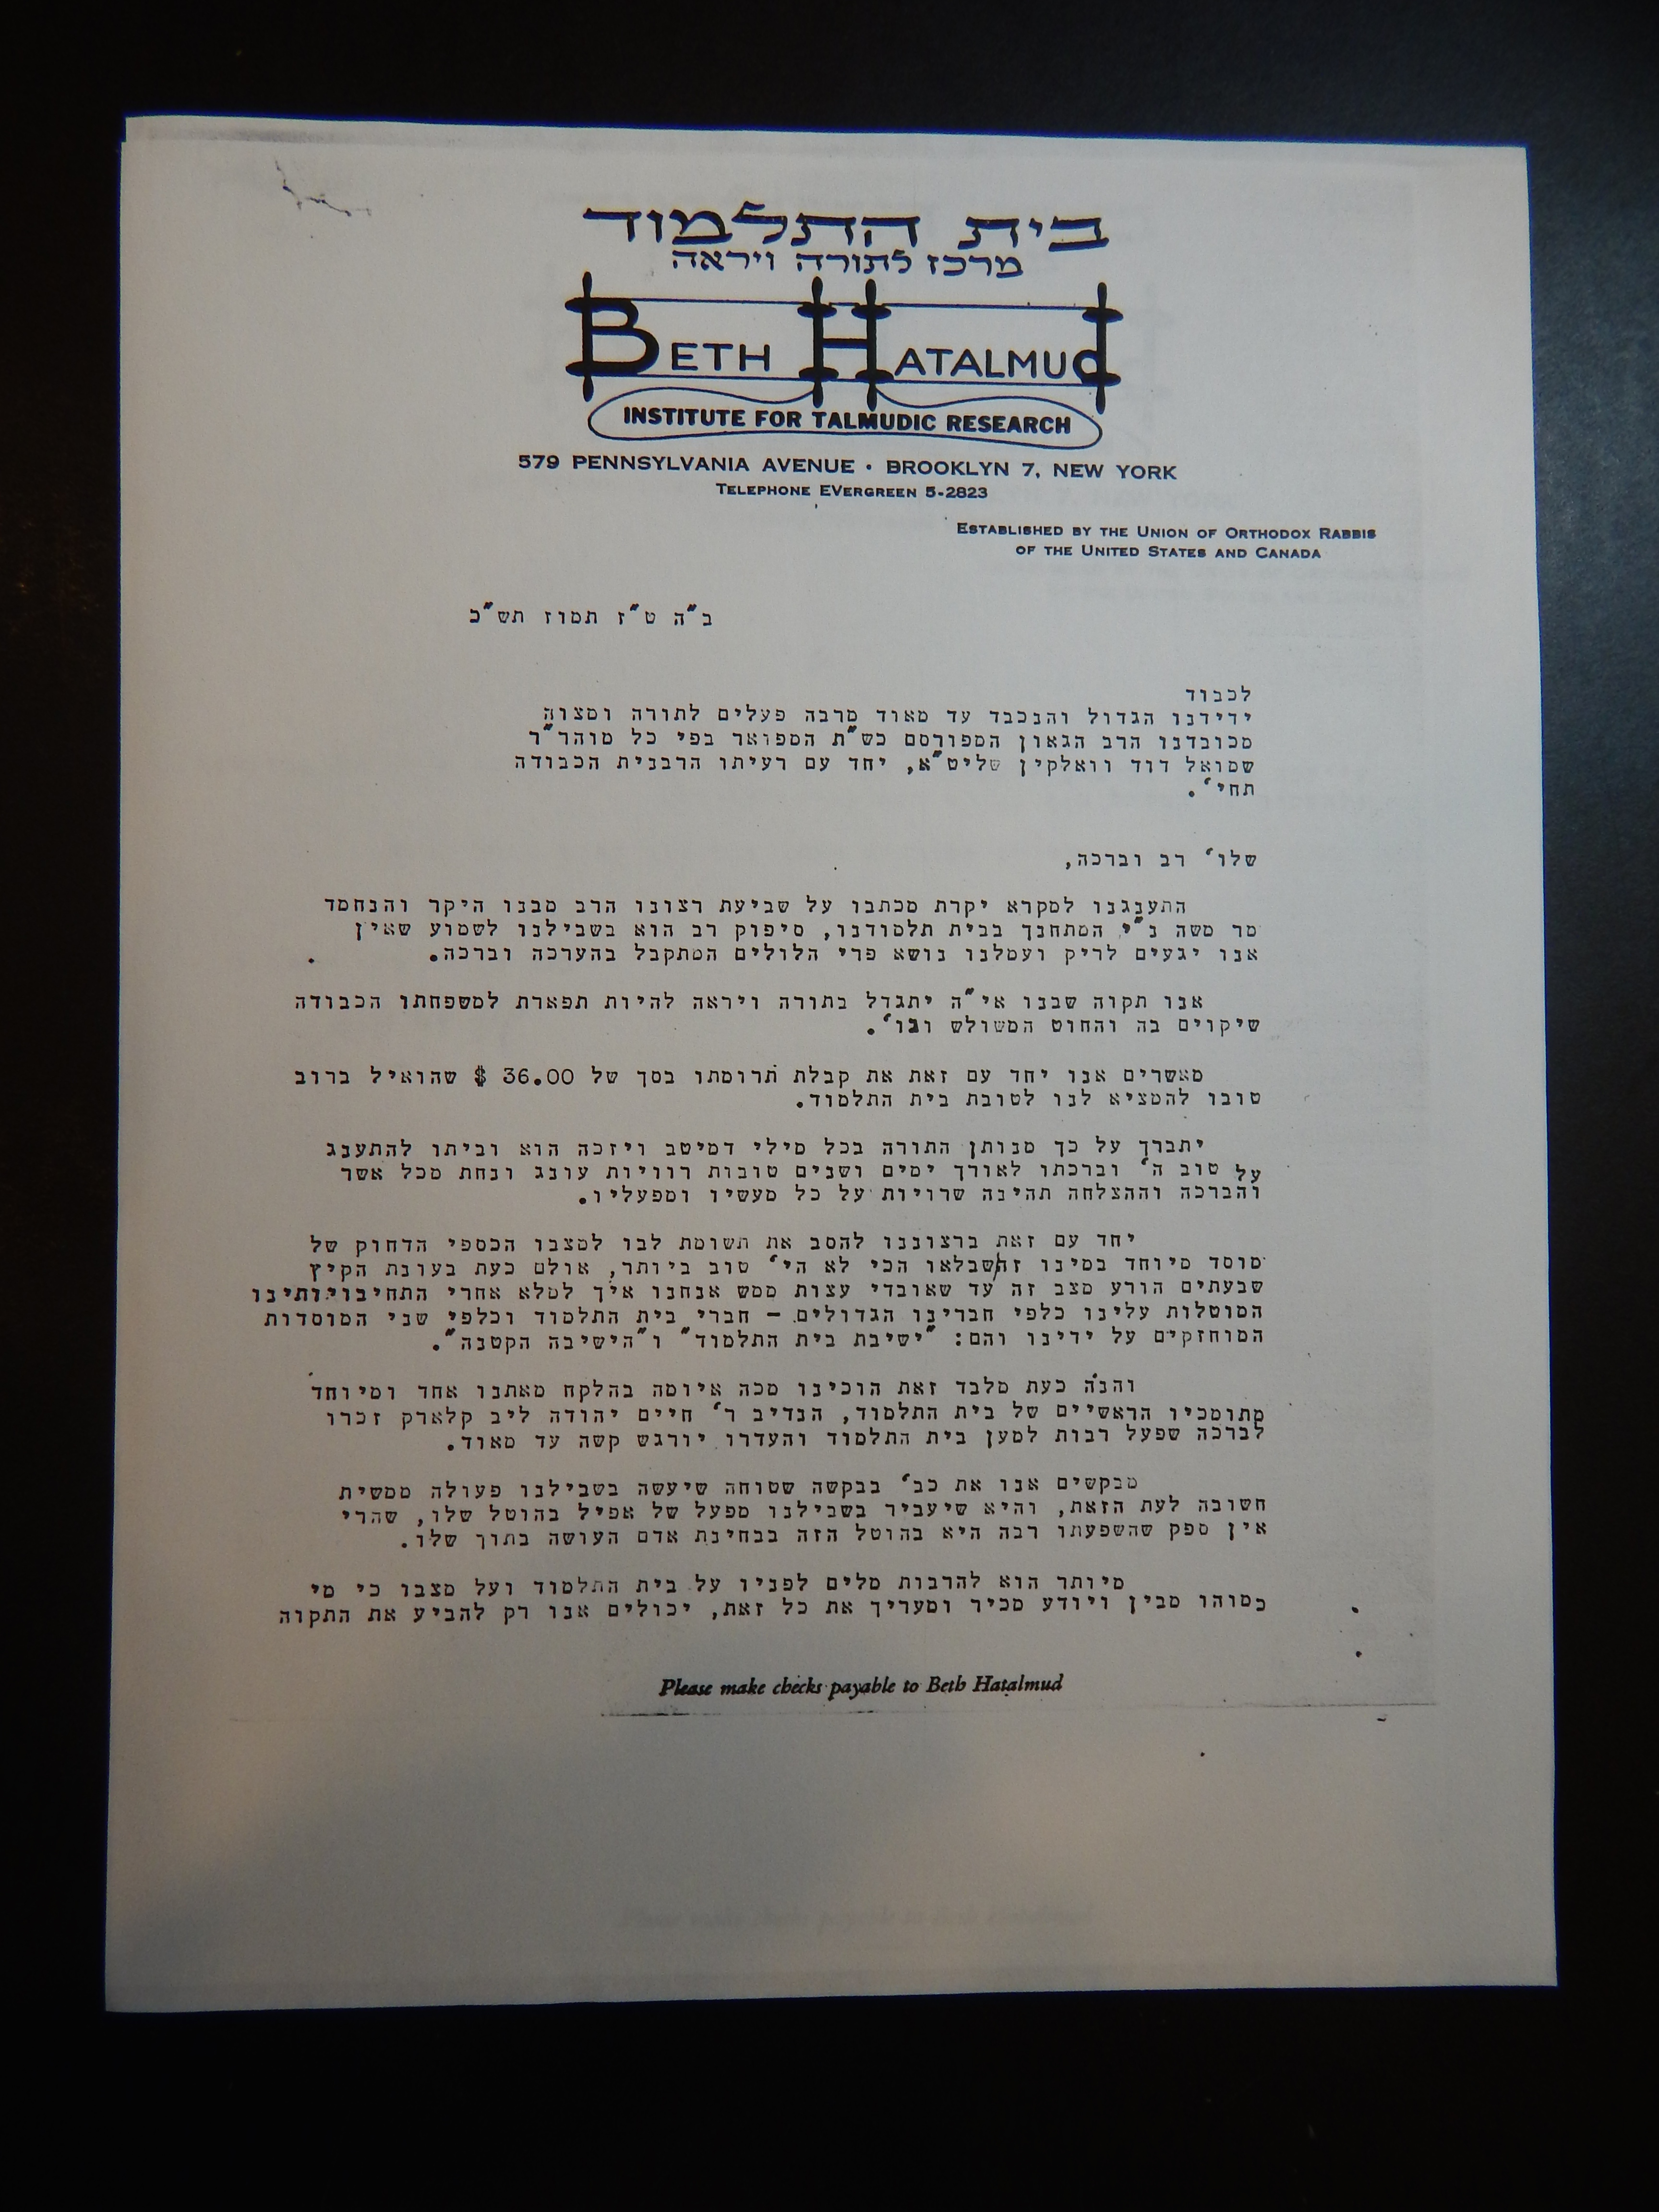 בית התלמוד
מרכז לתורה ויראה
BETH HATALMUD
INSTITUTE FOR TALMUDIC RESEARCH
579 PENNSYLVANIA AVENUE • BROOKLYN 7, NEW YORK
TELEPHONE EVERGREEN 5-2823
ESTABLISHED BY THE UNION OF ORTHODOX RABBIS
OF THE UNITED STATES AND CANADA
ב"ה ט"ז תמוז תש"כ
לכבוד
ידידנו הגדול והנכבד עד מאוד מרבה פעלים לתורה ומצוה
מכובדנו הרב הגאון המפורסם כש"ת המפואר בפי כל מוהר"ר
שמואל דוד וואלקין שליט"א, יחד עם רעיתו הרבנית הכבודה
תחי'.
שלו' רב וברכה,
התענגנו למקרא יקרת מכתבו על שביעת רצונו הרב מבנו היקר והנחמד
מר משה נ"י המתחנך בבית תלמודנו, סיפוק רב הוא בשבילנו לשמוע שאין
אנו יגעים לריק ועמלנו נושא פרי הלולים המתקבל בהערכה וברכה.
אנו תקוה שבנו אי"ה יתגדל בתורה ויראה להיות תפארת למשפחתו הכבודה
שיקוים בה והחוט המשולש וגו'.
מאשרים אנו יחד עם זאת את קבלת תרומתו בסך של 36.00 $ שהואיל ברוב
טובו להמציא לנו לטובת בית התלמוד.
יתברך על כך מנותן התורה בכל מילי דמיטב ויזכה הוא וביתו להתענג
על טוב ה' וברכתו לאורך ימים ושנים טובות רוויות עונג ונחת מכל אשר
והברכה וההצלחה תהינה שרויות על כל מעשיו ומפעליו.
יחד עם זאת ברצוננו להסב את תשומת לבו למצבו הכספי הדחוק של
מוסד מיוחד במינו זה שבלאו הכי לא הי' טוב ביותר, אולם כעת בעונת הקיץ
שבעתים הורע מצב זה עד שאובדי עצות ממש אנחנו איך למלא אחרי התחיבויותינו
המוטלות עלינו כלפי חברינו הגדולים - חברי בית התלמוד וכלפי שני המוסדות
המוחזקים על ידינו והם: "ישיבת בית התלמוד" ו"הישיבה הקטנה".
והנה כעת מלבד זאת הוכינו מכה איומה בהלקח מאתנו אחד ומיוחד
מתומכיו הראשיים של בית התלמוד, הנדיב ר' חיים יהודה ליב קלארק זכרו
לברכה שפעל רבות למען בית התלמוד והעדרו יורגש קשה עד מאוד.
מבקשים אנו את כב' בבקשה שטוחה שיעשה בשבילנו פעולה ממשית
חשובה לעת הזאת, והיא שיעביר בשבילנו מפעל של אפיל בהוטל שלו, שהרי
אין ספק שהשפעתו רבה היא בהוטל הזה בבחינת אדם העושה בתוך שלו.
מיותר הוא להרבות מלים לפניו על בית התלמוד ועל מצבו כי מי
כמוהו מבין ויודע מכיר ומעריך את כל זאת, יכולים אנו רק להביע את התקוה
Please make checks payable to Beth Hatalmud